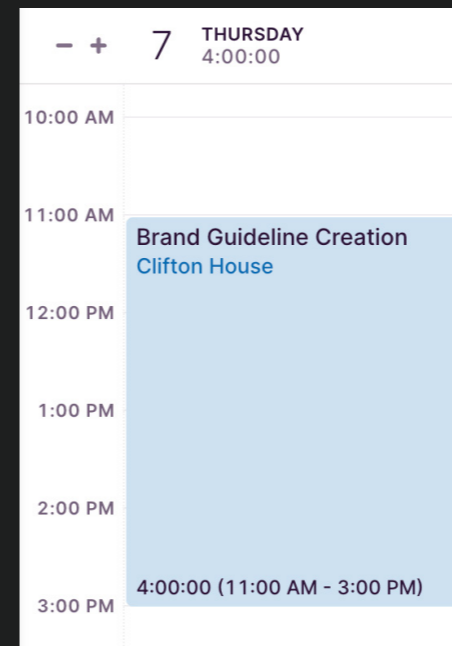 − + 7 THURSDAY
4:00:00
10:00 AM
11:00 AM
Brand Guideline Creation
Clifton House
12:00 PM
1:00 PM
2:00 PM
4:00:00 (11:00 AM - 3:00 PM)
3:00 PM